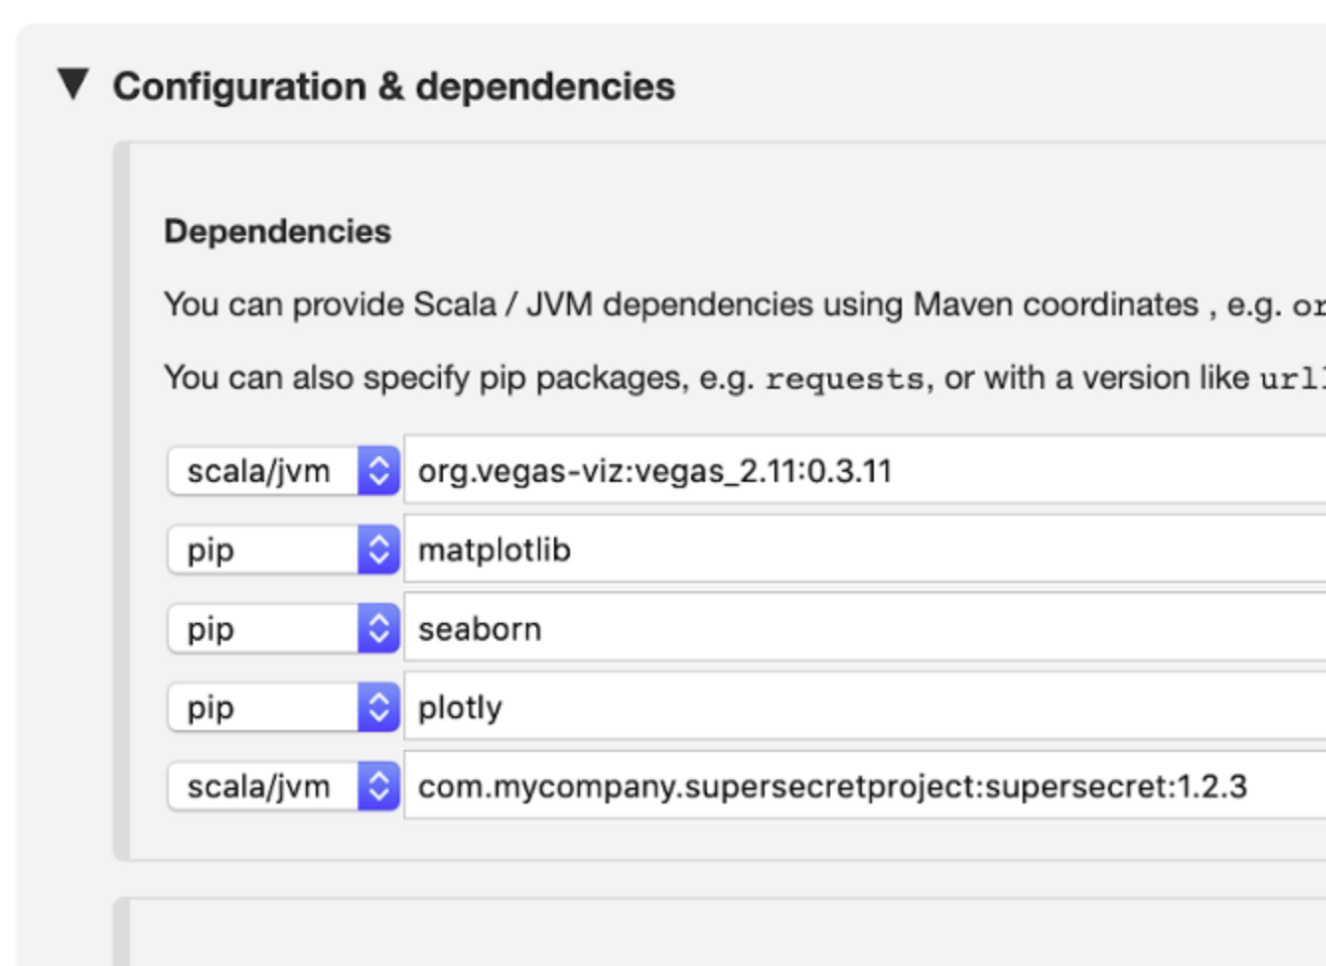 Configuration & dependencies
Dependencies
You can provide Scala / JVM dependencies using Maven coordinates , e.g.
You can also specify pip packages, e.g. requests, or with a version like
scala/jvm org.vegas-viz:vegas_2.11:0.3.11
pip matplotlib
pip seaborn
pip plotly
scala/jvm com.mycompany.supersecretproject:supersecret:1.2.3